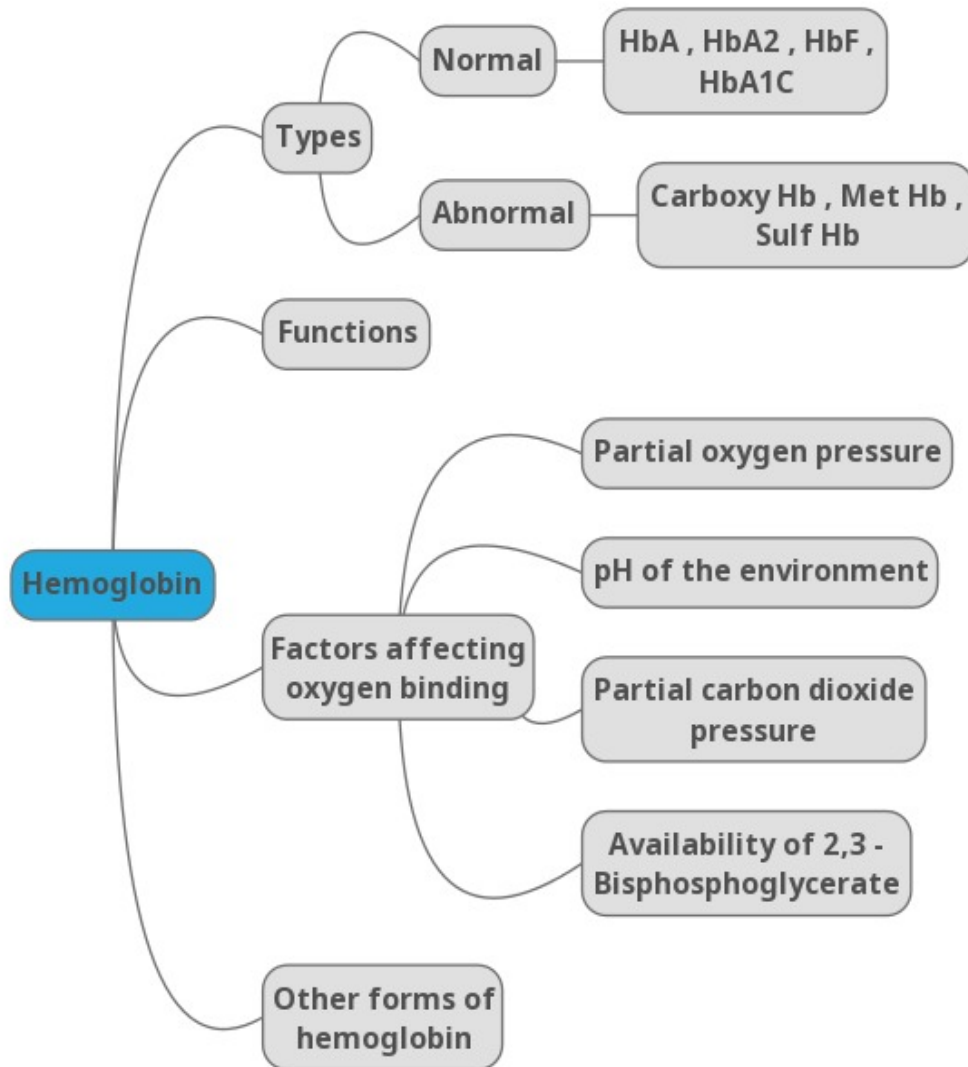 Normal
HbA , HbA2 , HbF ,
HbA1C
Types
Abnormal
Carboxy Hb , Met Hb ,
Sulf Hb
Functions
Hemoglobin
Factors affecting
oxygen binding
Partial oxygen pressure
pH of the environment
Partial carbon dioxide
pressure
Availability of 2,3 -
Bisphosphoglycerate
Other forms of
hemoglobin